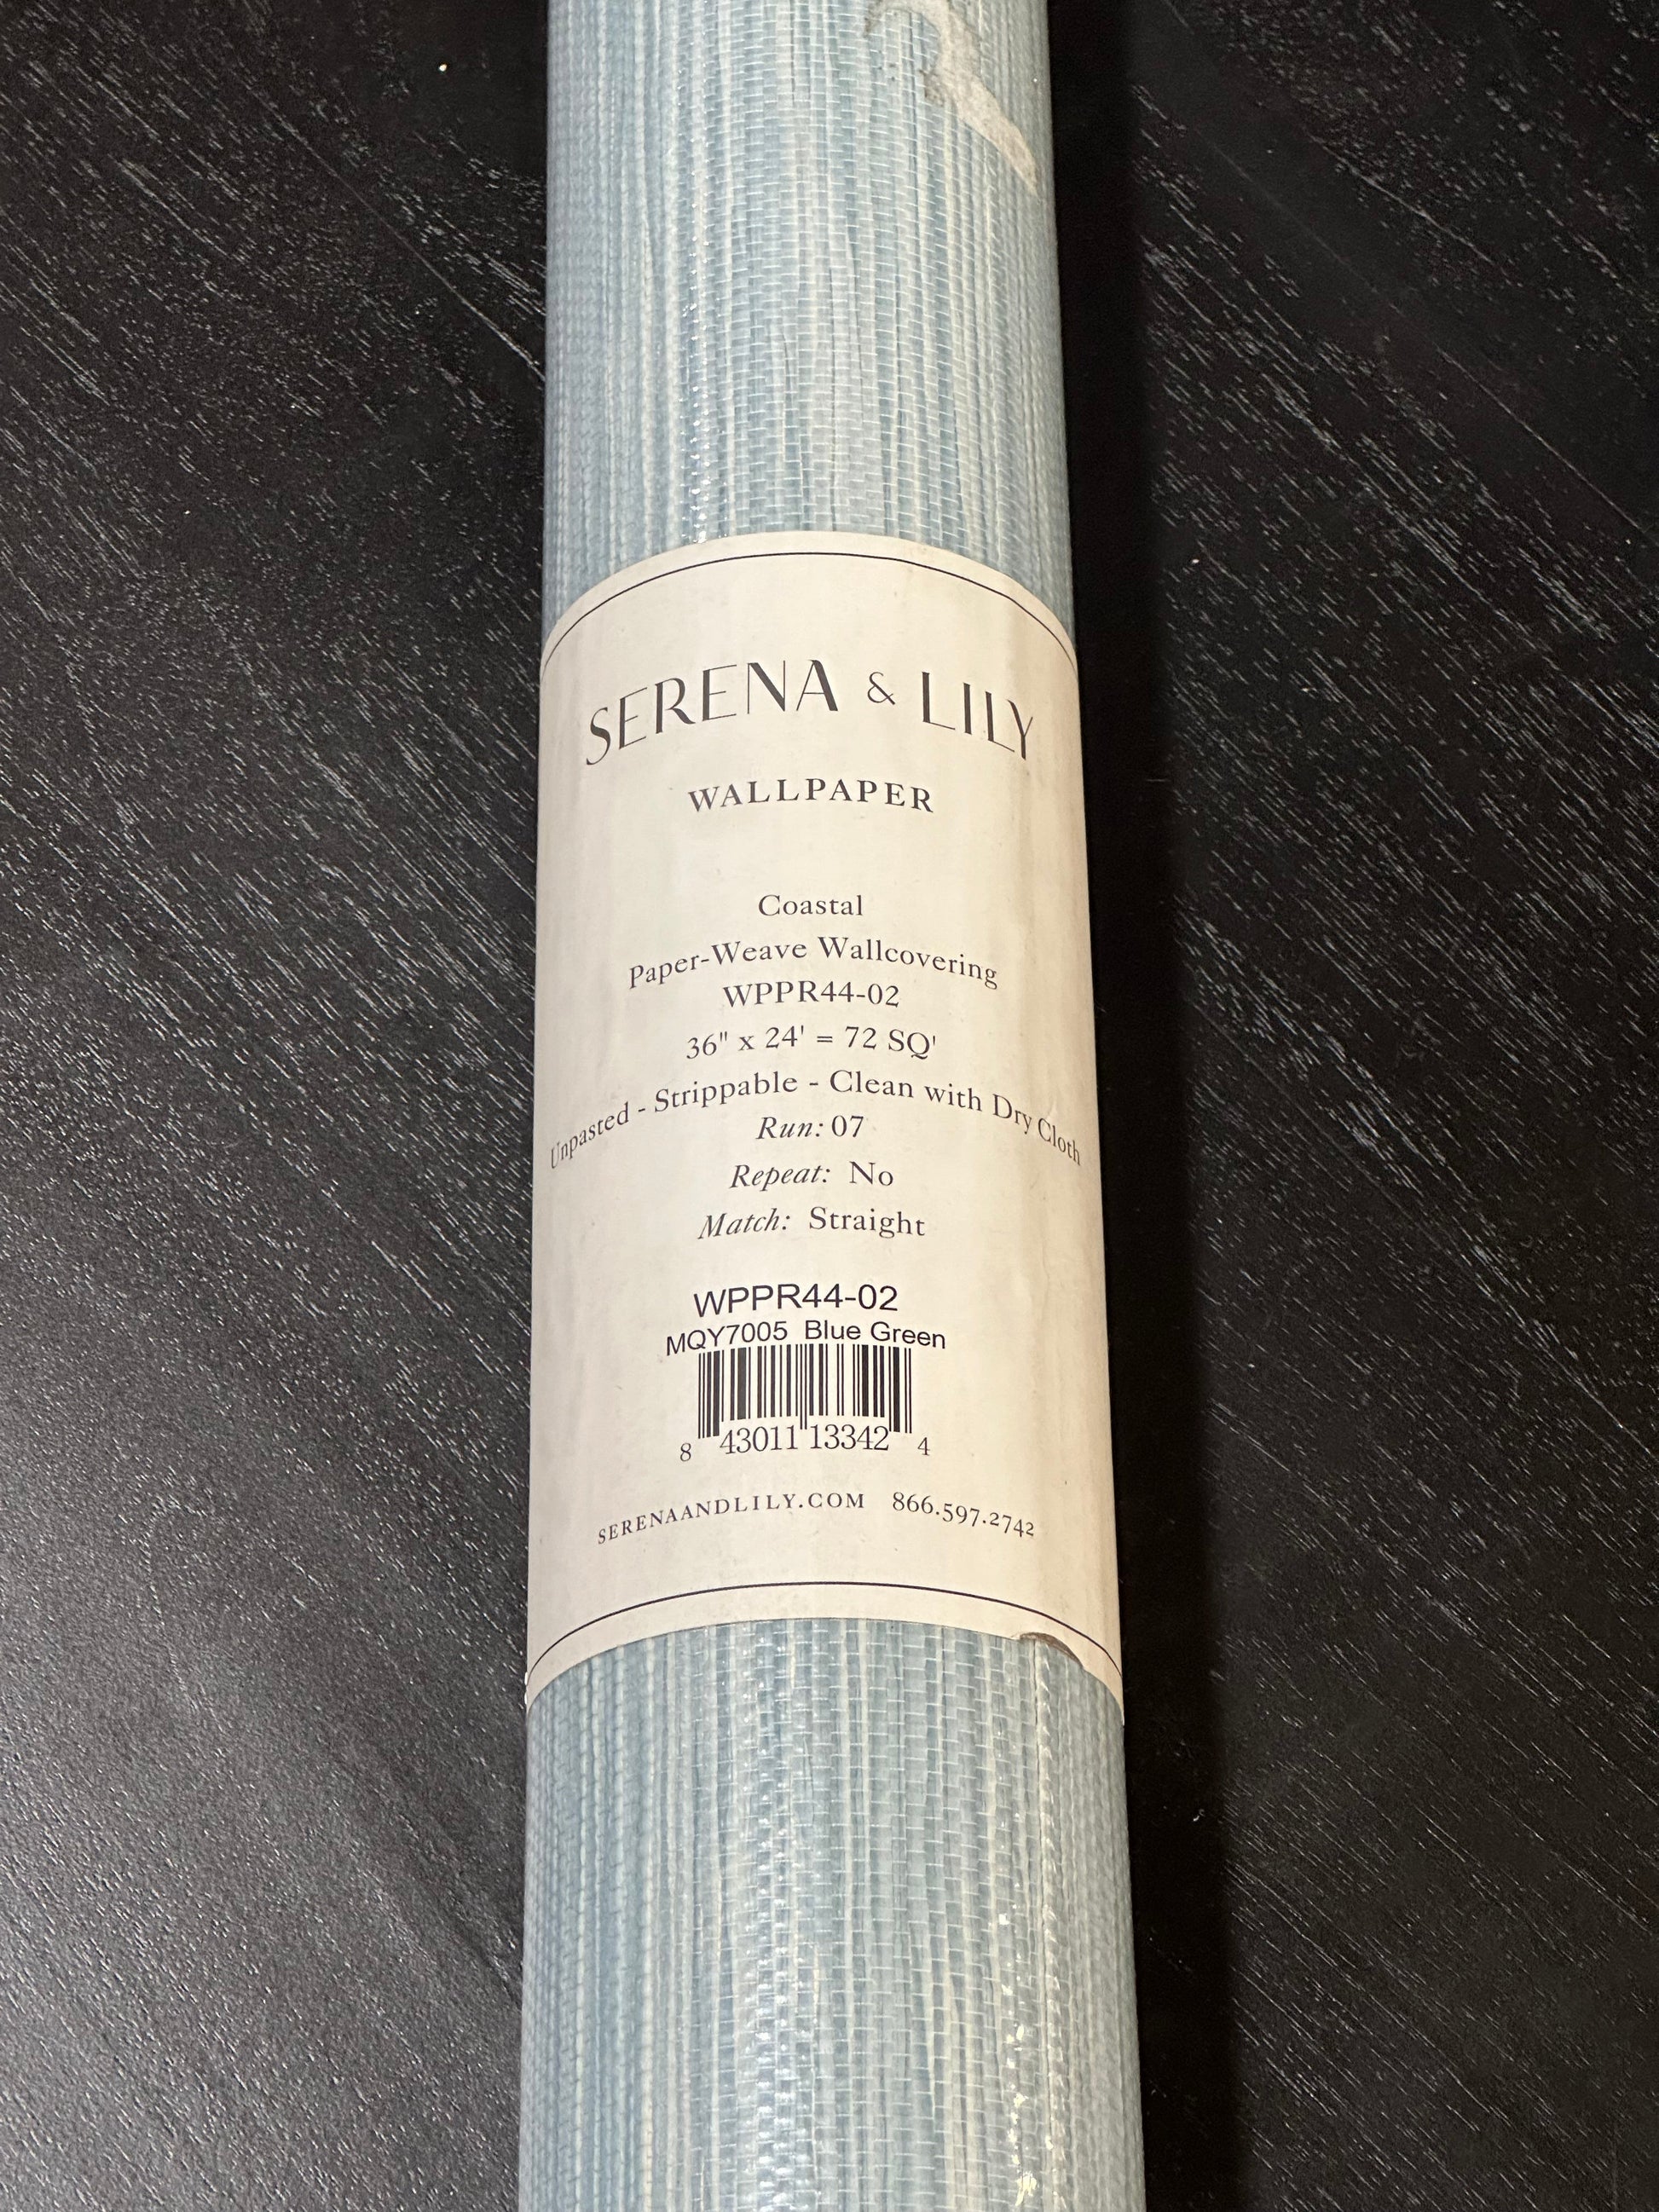 SERENA & LILY
WALLPAPER
Coastal
Paper-Weave Wallcovering
WPPR44-02
36" x 24' = 72 SQ'
Unpasted - Strippable - Clean with Dry Cloth
Run: 07
Repeat: No
Match: Straight
WPPR44-02
MQY7005 Blue Green
8 43011 13342 4
SERENAANDLILY.COM 866.597.2742